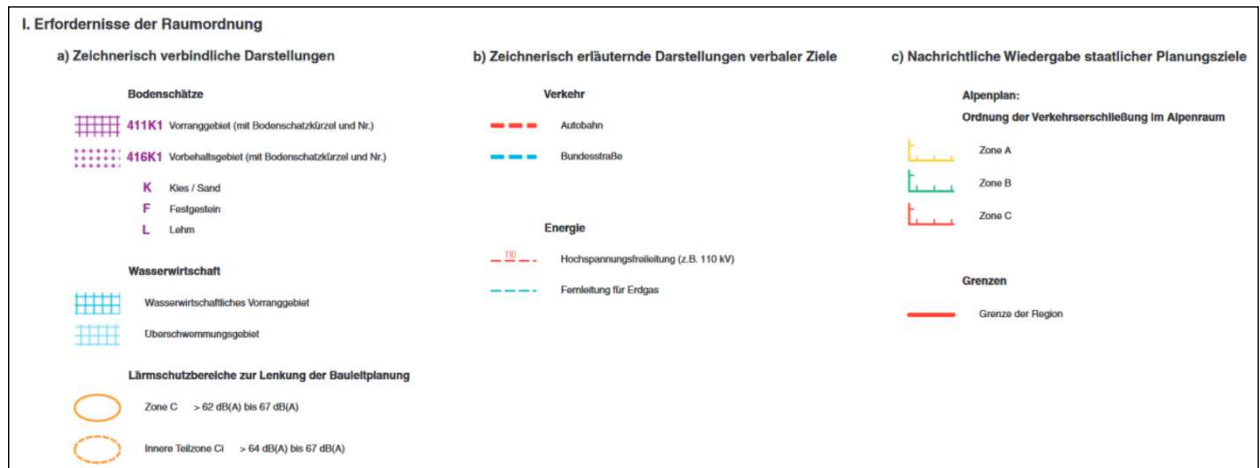 I. Erfordernisse der Raumordnung
a) Zeichnerisch verbindliche Darstellungen
Bodenschätze
411K1 Vorranggebiet (mit Bodenschatzkürzel und Nr.)
416K1 Vorbehaltsgebiet (mit Bodenschatzkürzel und Nr.)
K Kies / Sand
F Festgestein
L Lehm
Wasserwirtschaft
Wasserwirtschaftliches Vorranggebiet
Überschwemmungsgebiet
Lärmschutzbereiche zur Lenkung der Bauleitplanung
Zone C > 62 dB(A) bis 67 dB(A)
Innere Teilzone Ci > 64 dB(A) bis 67 dB(A)
b) Zeichnerisch erläuternde Darstellungen verbaler Ziele
Verkehr
Autobahn
Bundesstraße
Energie
110 Hochspannungsfreileitung (z.B. 110 kV)
Fernleitung für Erdgas
c) Nachrichtliche Wiedergabe staatlicher Planungsziele
Alpenplan:
Ordnung der Verkehrserschließung im Alpenraum
Zone A
Zone B
Zone C
Grenzen
Grenze der Region